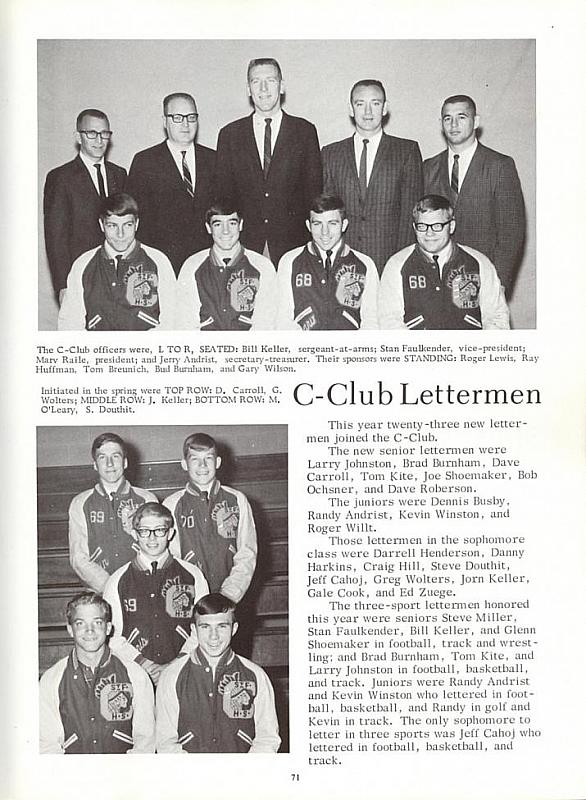 68
68
S·F
H·S
The C-Club officers were, L TO R, SEATED: Bill Keller, sergeant-at-arms; Stan Faulkender, vice-president;
Marv Raile, president; and Jerry Andrist, secretary-treasurer. Their sponsors were STANDING: Roger Lewis, Ray
Huffman, Tom Breunich, Bud Burnham, and Gary Wilson.
Initiated in the spring were TOP ROW: D. Carroll, G.
Wolters; MIDDLE ROW: J. Keller; BOTTOM ROW: M.
O'Leary, S. Douthit.
69
70
69
S·F
H·S
S·F
H·S
C-Club Lettermen
This year twenty-three new letter-
men joined the C-Club.
The new senior lettermen were
Larry Johnston, Brad Burnham, Dave
Carroll, Tom Kite, Joe Shoemaker, Bob
Ochsner, and Dave Roberson.
The juniors were Dennis Busby,
Randy Andrist, Kevin Winston, and
Roger Willt.
Those lettermen in the sophomore
class were Darrell Henderson, Danny
Harkins, Craig Hill, Steve Douthit,
Jeff Cahoj, Greg Wolters, Jorn Keller,
Gale Cook, and Ed Zuege.
The three-sport lettermen honored
this year were seniors Steve Miller,
Stan Faulkender, Bill Keller, and Glenn
Shoemaker in football, track and wrest-
ling; and Brad Burnham, Tom Kite, and
Larry Johnston in football, basketball,
and track. Juniors were Randy Andrist
and Kevin Winston who lettered in foot-
ball, basketball, and Randy in golf and
Kevin in track. The only sophomore to
letter in three sports was Jeff Cahoj who
lettered in football, basketball, and
track.
71